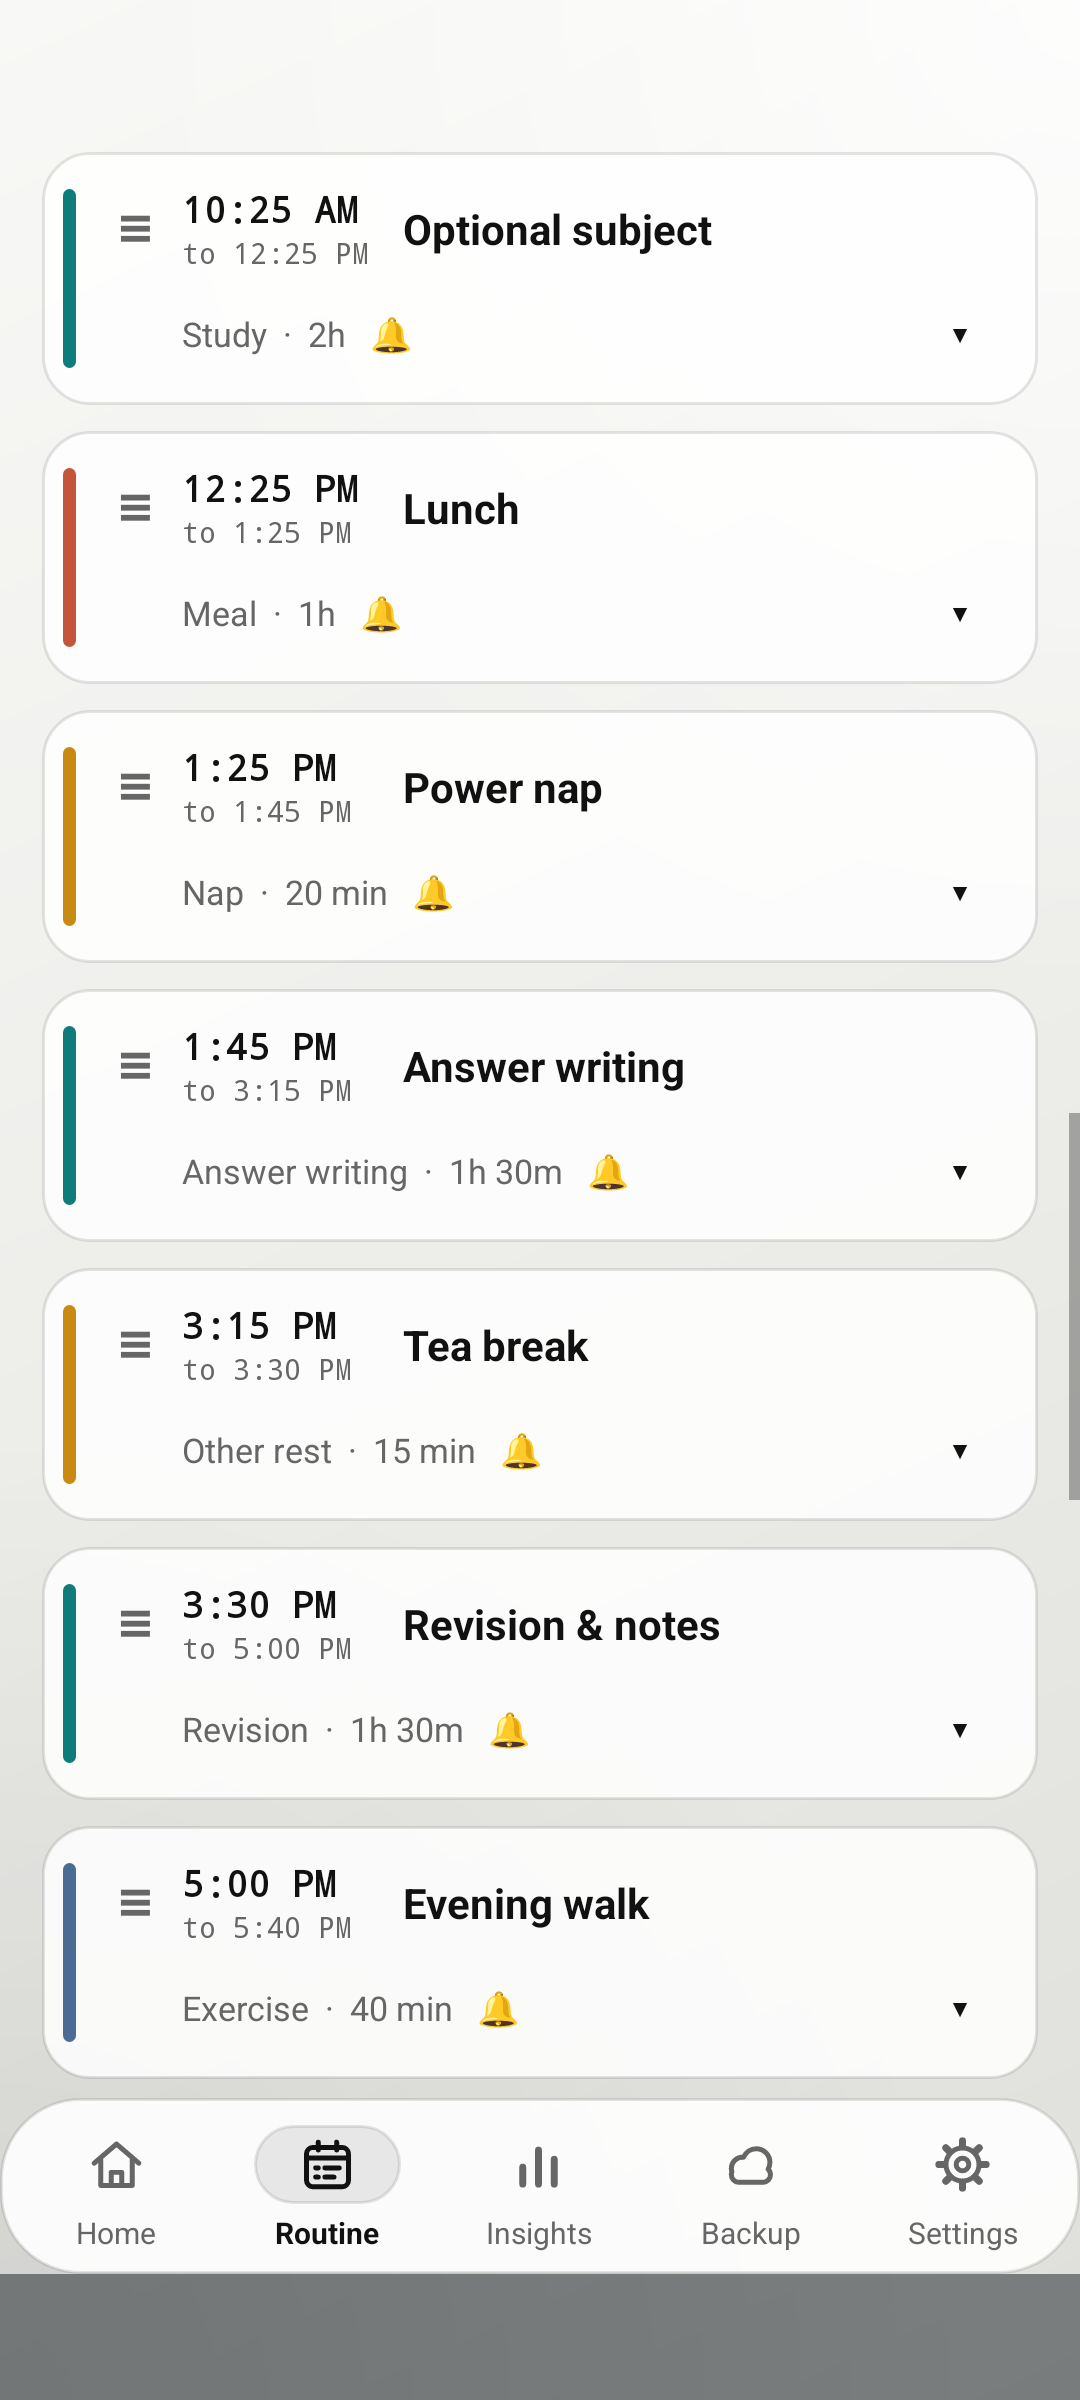 10:25 AM
to 12:25 PM
Optional subject
Study · 2h 🔔
12:25 PM
to 1:25 PM
Lunch
Meal · 1h 🔔
1:25 PM
to 1:45 PM
Power nap
Nap · 20 min 🔔
1:45 PM
to 3:15 PM
Answer writing
Answer writing · 1h 30m 🔔
3:15 PM
to 3:30 PM
Tea break
Other rest · 15 min 🔔
3:30 PM
to 5:00 PM
Revision & notes
Revision · 1h 30m 🔔
5:00 PM
to 5:40 PM
Evening walk
Exercise · 40 min 🔔
Home Routine Insights Backup Settings